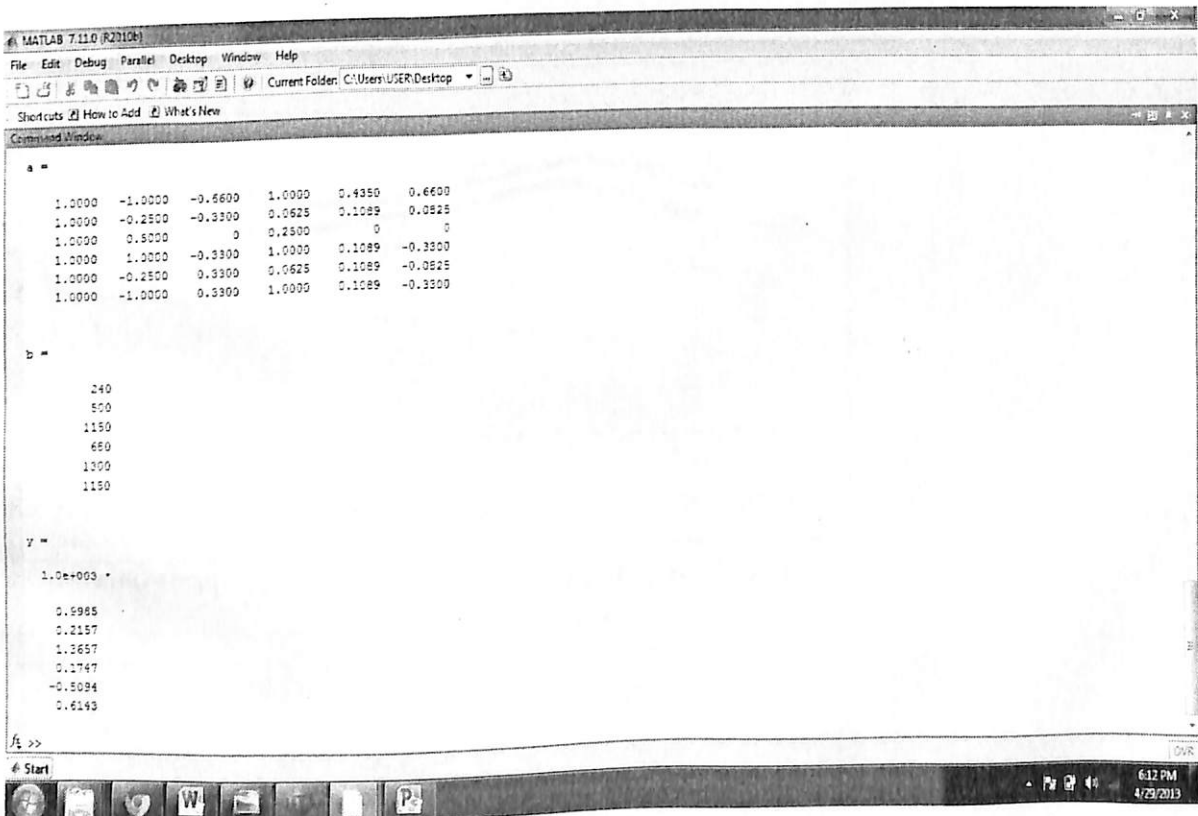 MATLAB 7.11.0 (R2010b)
File Edit Debug Parallel Desktop Window Help
Current Folder: C:\Users\USER\Desktop
Shortcuts How to Add What's New
Command Window
a =
1.0000 -1.0000 -0.6600 1.0000 0.4350 0.6600
1.0000 -0.2500 -0.3300 0.0625 0.1089 0.0825
1.0000 0.5000 0 0.2500 0 0
1.0000 1.0000 -0.3300 1.0000 0.1089 -0.3300
1.0000 -0.2500 0.3300 0.0625 0.1089 -0.0825
1.0000 -1.0000 0.3300 1.0000 0.1089 -0.3300
b =
240
500
1150
1300
1150
Y =
1.0e+003 *
0.9985
0.2157
1.3657
0.1747
-0.5094
0.6143
fx >>
Start
OVR
6:12 PM
4/29/2013